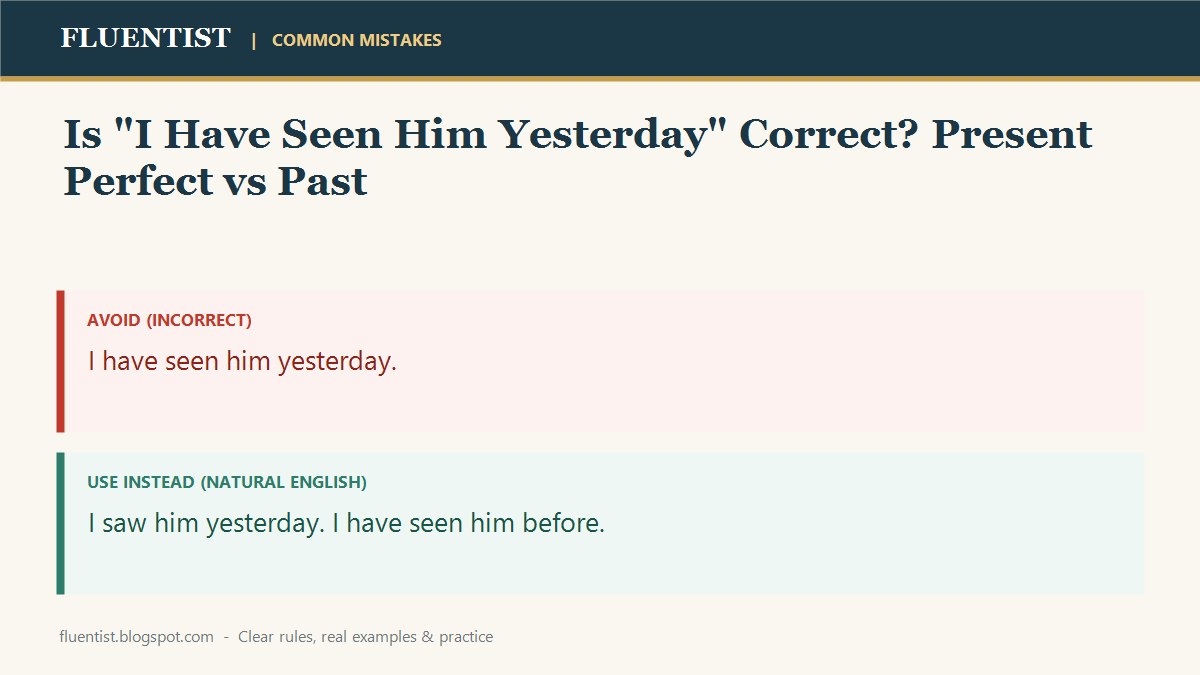 FLUENTIST | COMMON MISTAKES
Is "I Have Seen Him Yesterday" Correct? Present
Perfect vs Past
AVOID (INCORRECT)
I have seen him yesterday.
USE INSTEAD (NATURAL ENGLISH)
I saw him yesterday. I have seen him before.
fluentist.blogspot.com - Clear rules, real examples & practice